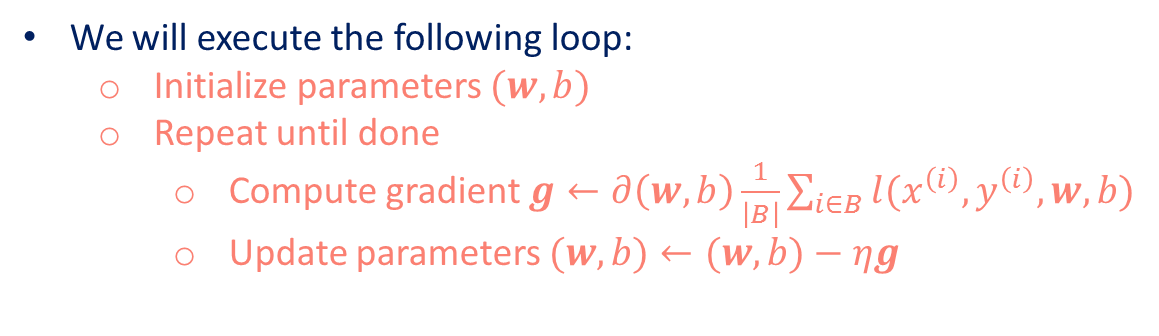 • We will execute the following loop:
o Initialize parameters (𝒘, 𝑏)
o Repeat until done
o Compute gradient 𝒈 ← ∂(𝒘, 𝑏) 1/|B| ∑_{i∈B} l(x^{(i)}, y^{(i)}, 𝒘, b)
o Update parameters (𝒘, 𝑏) ← (𝒘, 𝑏) − η𝒈